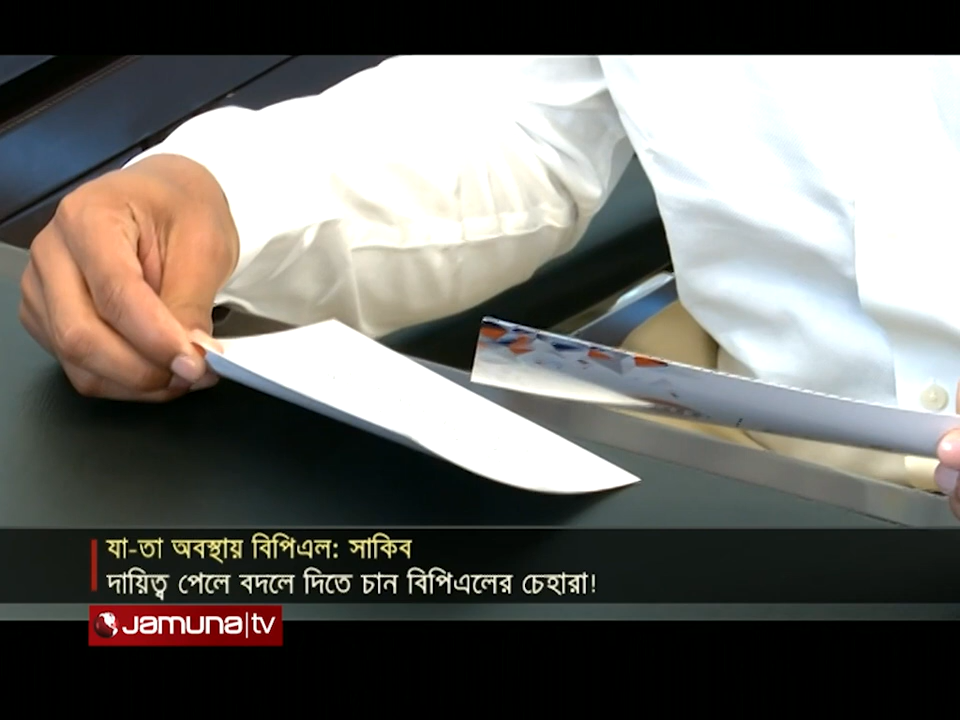 যা-তা অবস্থায় বিপিএল: সাকিব
দায়িত্ব পেলে বদলে দিতে চান বিপিএলের চেহারা!
Jamuna|tv